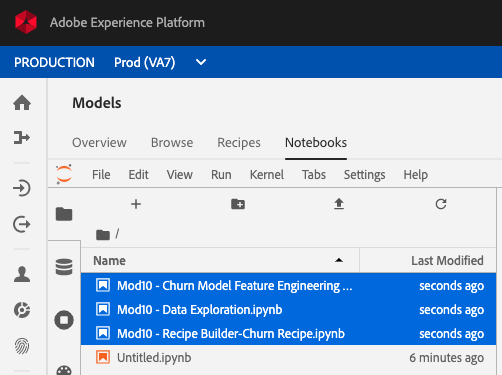 Adobe Experience Platform
PRODUCTION Prod (VA7)
Models
Overview Browse Recipes Notebooks
File Edit View Run Kernel Tabs Settings Help
/
Name Last Modified
Mod10 - Churn Model Feature Engineering ... seconds ago
Mod10 - Data Exploration.ipynb seconds ago
Mod10 - Recipe Builder-Churn Recipe.ipynb seconds ago
Untitled.ipynb 6 minutes ago